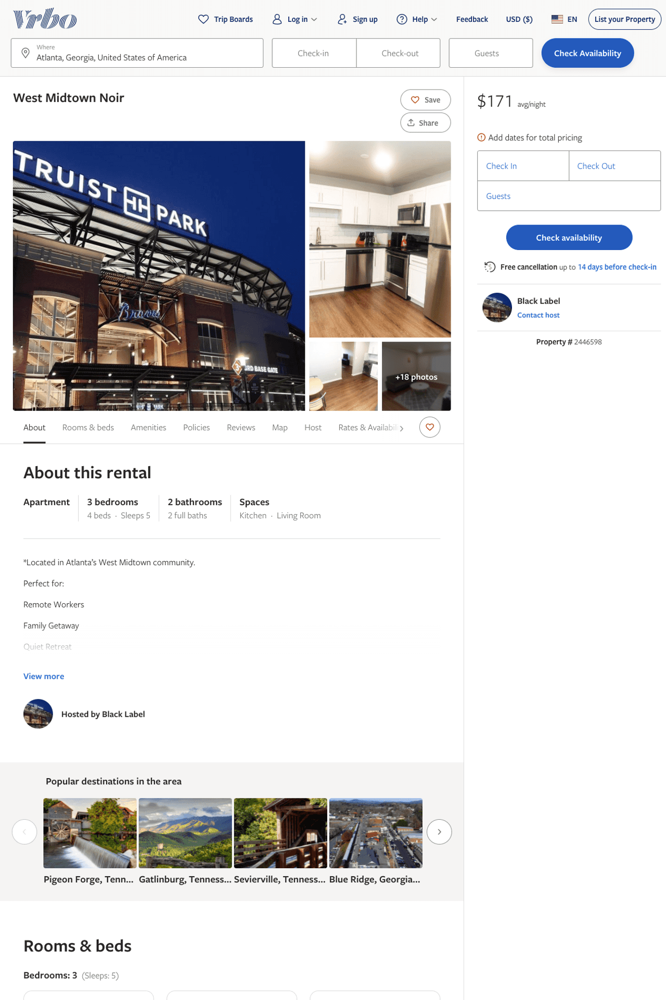 Vrbo
Trip Boards
Log in
Sign up
Help
Feedback
USD ($)
EN
List your Property
Where
Atlanta, Georgia, United States of America
Check-in
Check-out
Guests
Check Availability
West Midtown Noir
Save
Share
TRUIST PARK
Braves
3RD BASE GATE
TRUIST PARK
+18 photos
$171 avg/night
Add dates for total pricing
Check In
Check Out
Guests
Check availability
Free cancellation up to 14 days before check-in
Black Label
Contact host
Property # 2446598
About
Rooms & beds
Amenities
Policies
Reviews
Map
Host
Rates & Availabili
About this rental
Apartment
3 bedrooms
4 beds · Sleeps 5
2 bathrooms
2 full baths
Spaces
Kitchen · Living Room
*Located in Atlanta's West Midtown community.
Perfect for:
Remote Workers
Family Getaway
Quiet Retreat
View more
Hosted by Black Label
Popular destinations in the area
Pigeon Forge, Tenn...
Gatlinburg, Tenness...
Sevierville, Tenness...
Blue Ridge, Georgia...
Rooms & beds
Bedrooms: 3 (Sleeps: 5)